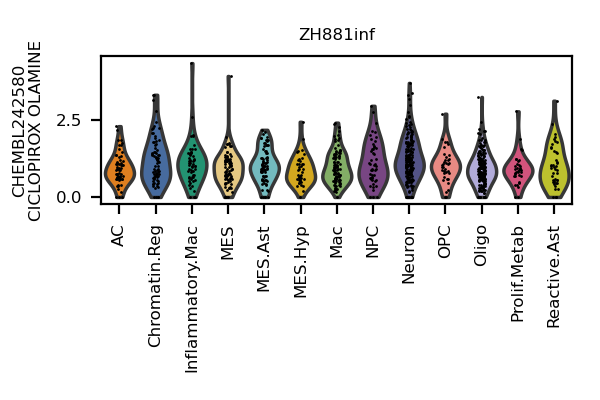 ZH881inf
CHEMBL242580
CICLOPIROX OLAMINE
2.5
0.0
AC
Chromatin.Reg
Inflammatory.Mac
MES
MES.Ast
MES.Hyp
Mac
NPC
Neuron
OPC
Oligo
Prolif.Metab
Reactive.Ast